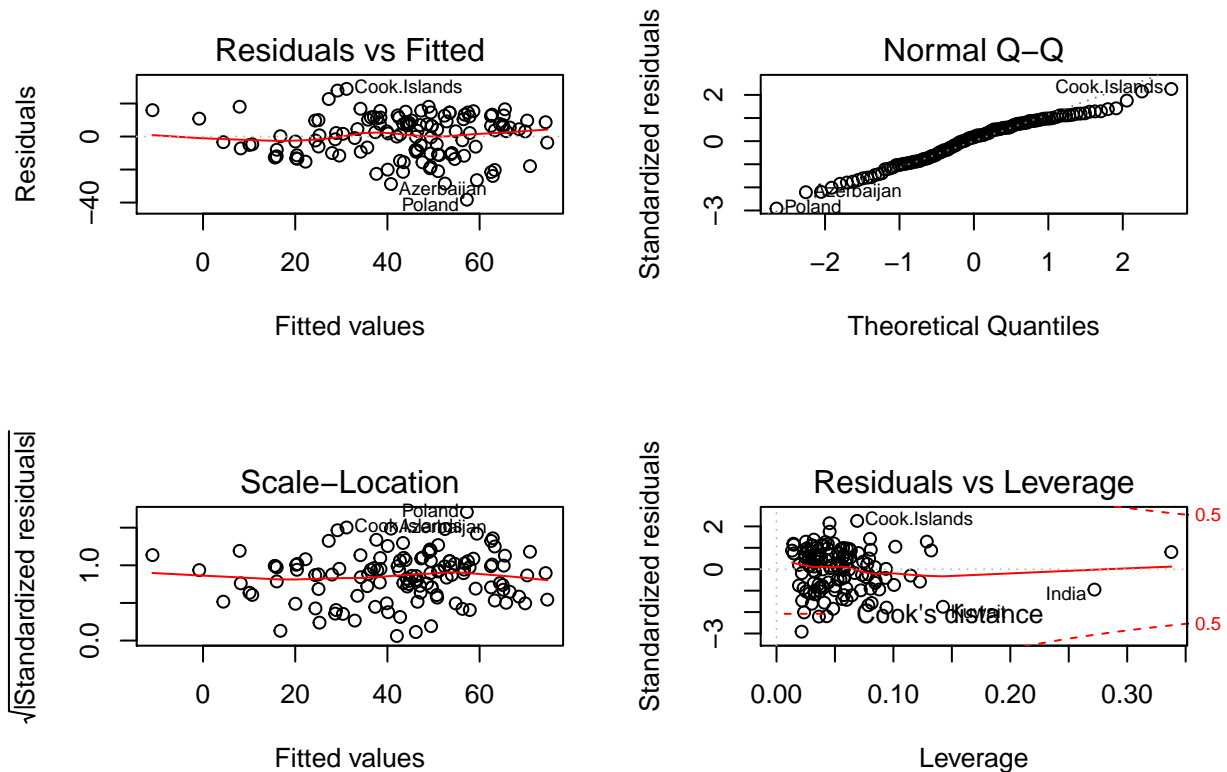 Residuals vs Fitted
Residuals
0
−40
Cook.Islands
Azerbaijan
Poland
0 20 40 60
Fitted values
Normal Q−Q
Standardized residuals
2
0
−3
Cook.Islands
Azerbaijan
Poland
−2 −1 0 1 2
Theoretical Quantiles
Scale−Location
√|Standardized residuals|
1.0
0.0
Poland
Cook.Islands
Azerbaijan
0 20 40 60
Fitted values
Residuals vs Leverage
Standardized residuals
2
0
−3
Cook.Islands
India
Kuwait
Cook's distance
0.5
0.5
0.00 0.10 0.20 0.30
Leverage